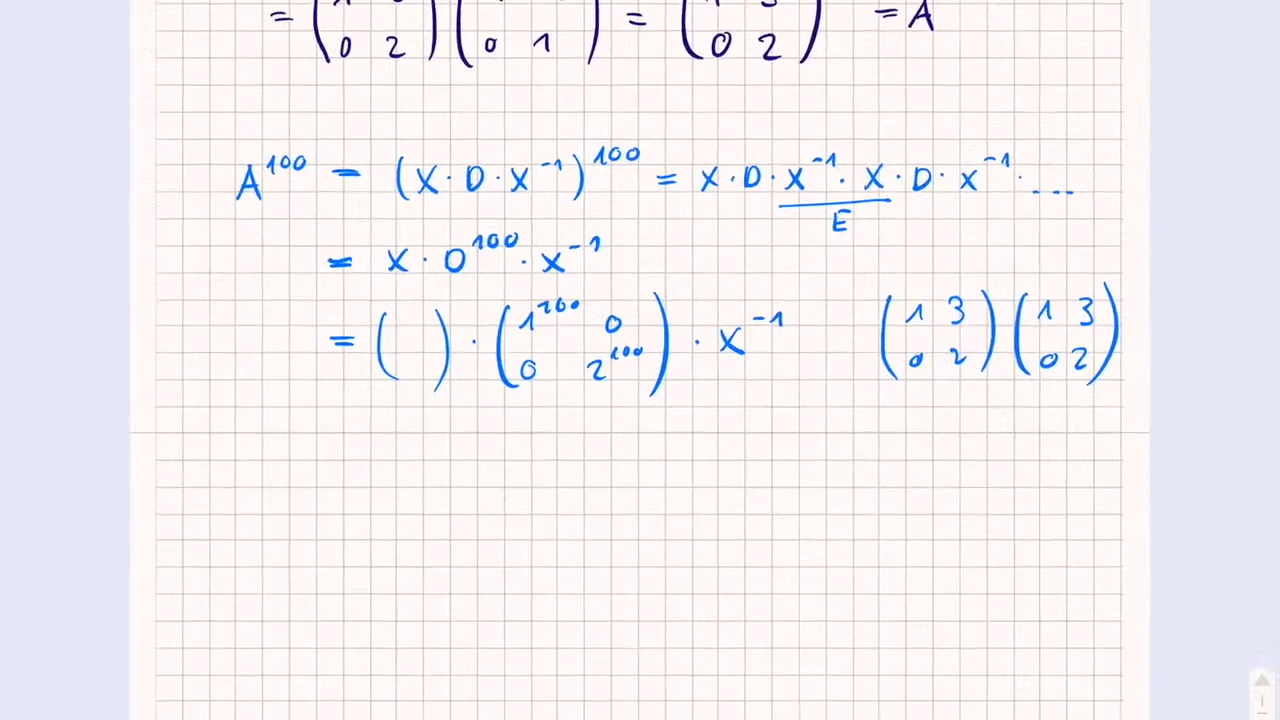 = ( 0 2 ) ( 0 1 ) = ( 0 2 ) = A
A^100 = (X · D · X^-1)^100 = X · D · X^-1 · X · D · X^-1 · ...
E
= X · D^100 · X^-1
= ( ) · ( 1^100 0 ) · X^-1 ( 1 3 ) ( 1 3 )
( 0 2^100 ) ( 0 2 ) ( 0 2 )